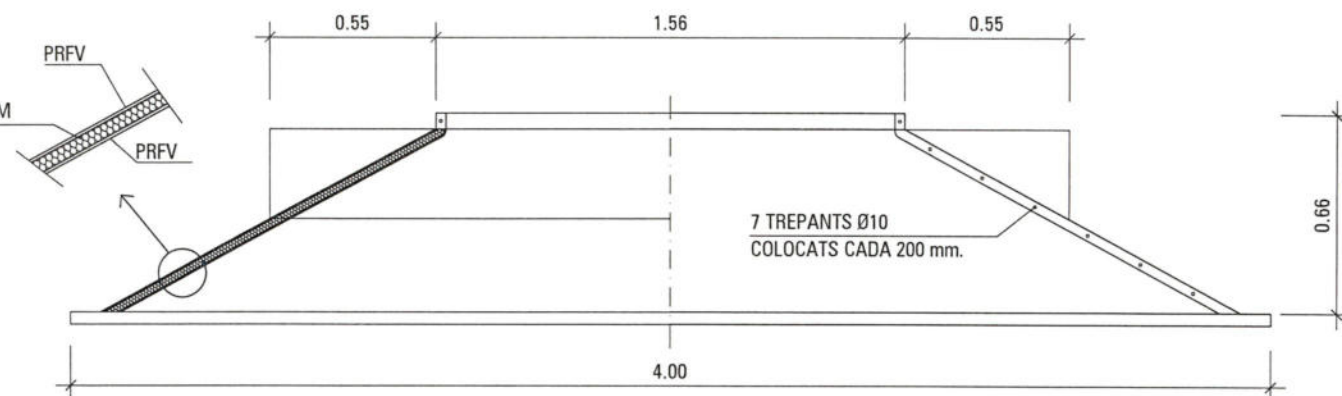 0.55
1.56
0.55
PRFV
M
PRFV
7 TREPANTS Ø10
COLOCATS CADA 200 mm.
0.66
4.00